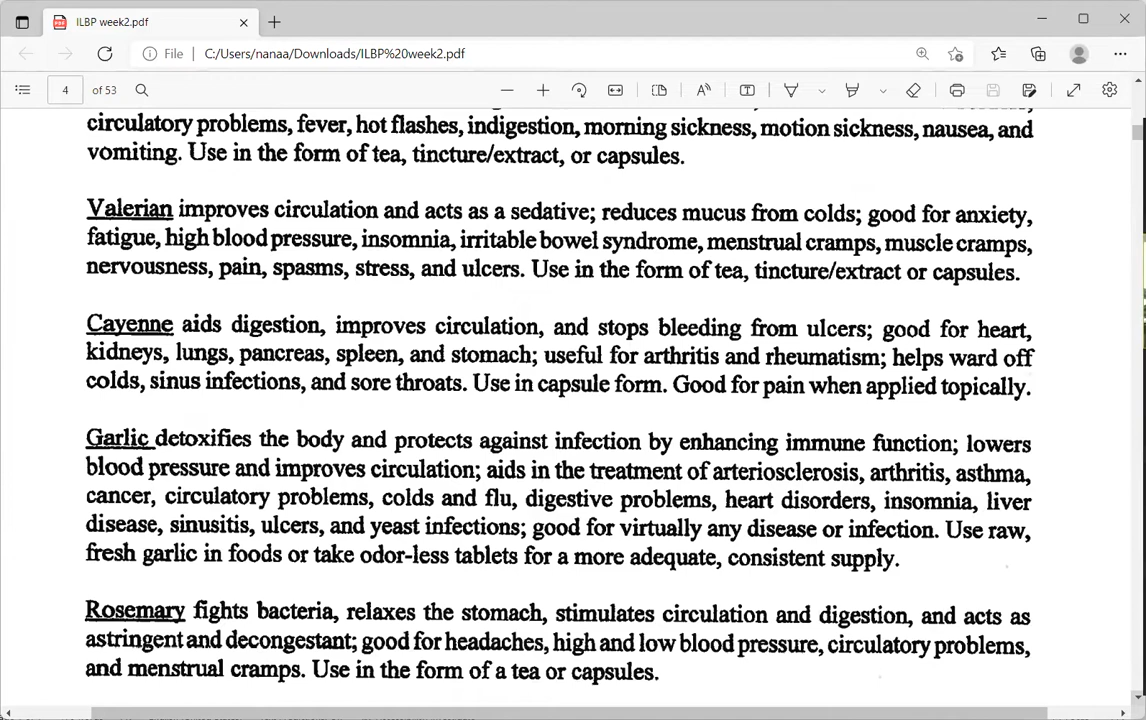 ILBP week2.pdf
File C:/Users/nanaa/Downloads/ILBP%20week2.pdf
4 of 53
circulatory problems, fever, hot flashes, indigestion, morning sickness, motion sickness, nausea, and
vomiting. Use in the form of tea, tincture/extract, or capsules.
Valerian improves circulation and acts as a sedative; reduces mucus from colds; good for anxiety,
fatigue, high blood pressure, insomnia, irritable bowel syndrome, menstrual cramps, muscle cramps,
nervousness, pain, spasms, stress, and ulcers. Use in the form of tea, tincture/extract or capsules.
Cayenne aids digestion, improves circulation, and stops bleeding from ulcers; good for heart,
kidneys, lungs, pancreas, spleen, and stomach; useful for arthritis and rheumatism; helps ward off
colds, sinus infections, and sore throats. Use in capsule form. Good for pain when applied topically.
Garlic detoxifies the body and protects against infection by enhancing immune function; lowers
blood pressure and improves circulation; aids in the treatment of arteriosclerosis, arthritis, asthma,
cancer, circulatory problems, colds and flu, digestive problems, heart disorders, insomnia, liver
disease, sinusitis, ulcers, and yeast infections; good for virtually any disease or infection. Use raw,
fresh garlic in foods or take odor-less tablets for a more adequate, consistent supply.
Rosemary fights bacteria, relaxes the stomach, stimulates circulation and digestion, and acts as
astringent and decongestant; good for headaches, high and low blood pressure, circulatory problems,
and menstrual cramps. Use in the form of a tea or capsules.